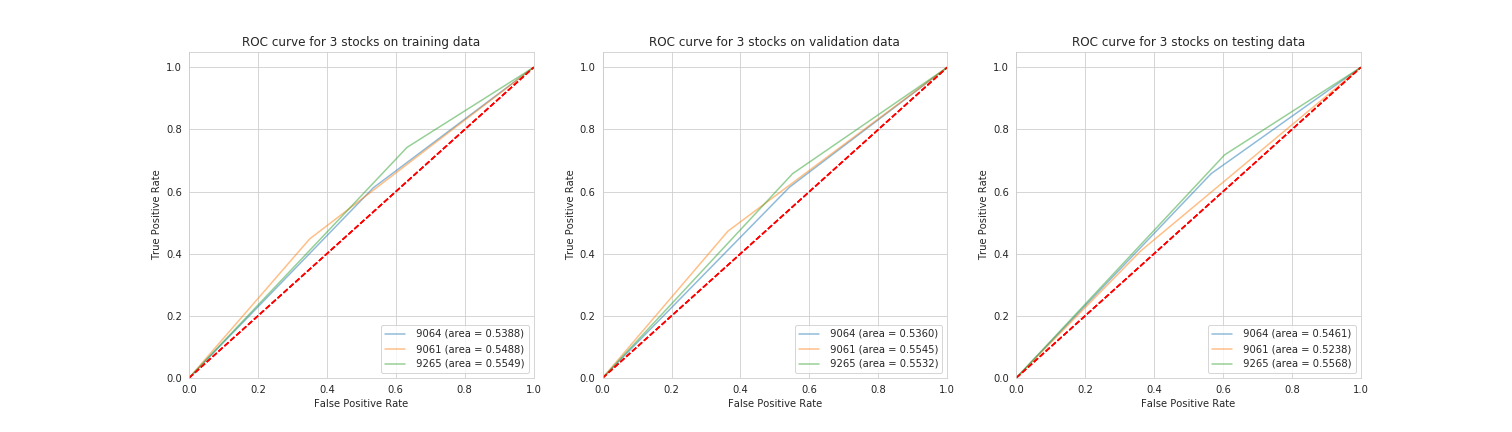 ROC curve for 3 stocks on training data
True Positive Rate
1.0
0.8
0.6
0.4
0.2
0.0
9064 (area = 0.5388)
9061 (area = 0.5488)
9265 (area = 0.5549)
0.0 0.2 0.4 0.6 0.8 1.0
False Positive Rate
ROC curve for 3 stocks on validation data
True Positive Rate
1.0
0.8
0.6
0.4
0.2
0.0
9064 (area = 0.5360)
9061 (area = 0.5545)
9265 (area = 0.5532)
0.0 0.2 0.4 0.6 0.8 1.0
False Positive Rate
ROC curve for 3 stocks on testing data
True Positive Rate
1.0
0.8
0.6
0.4
0.2
0.0
9064 (area = 0.5461)
9061 (area = 0.5238)
9265 (area = 0.5568)
0.0 0.2 0.4 0.6 0.8 1.0
False Positive Rate